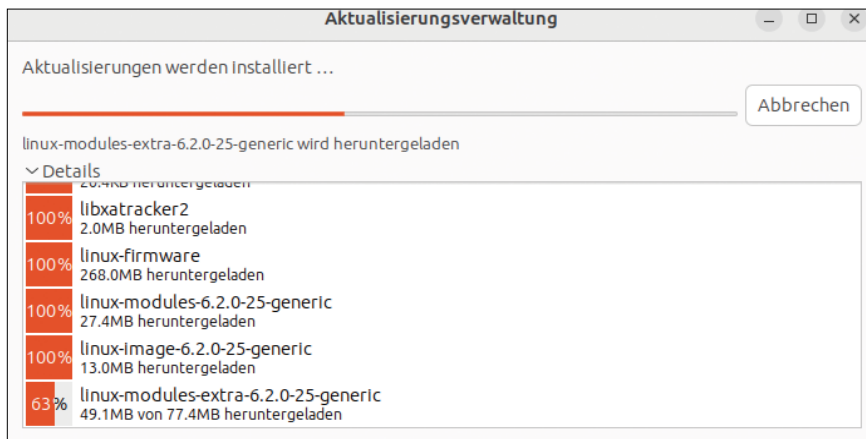 Aktualisierungsverwaltung
Aktualisierungen werden installiert …
Abbrechen
linux-modules-extra-6.2.0-25-generic wird heruntergeladen
Details
20.4KB heruntergeladen
100% libxatracker2
2.0MB heruntergeladen
100% linux-firmware
268.0MB heruntergeladen
100% linux-modules-6.2.0-25-generic
27.4MB heruntergeladen
100% linux-image-6.2.0-25-generic
13.0MB heruntergeladen
63% linux-modules-extra-6.2.0-25-generic
49.1MB von 77.4MB heruntergeladen